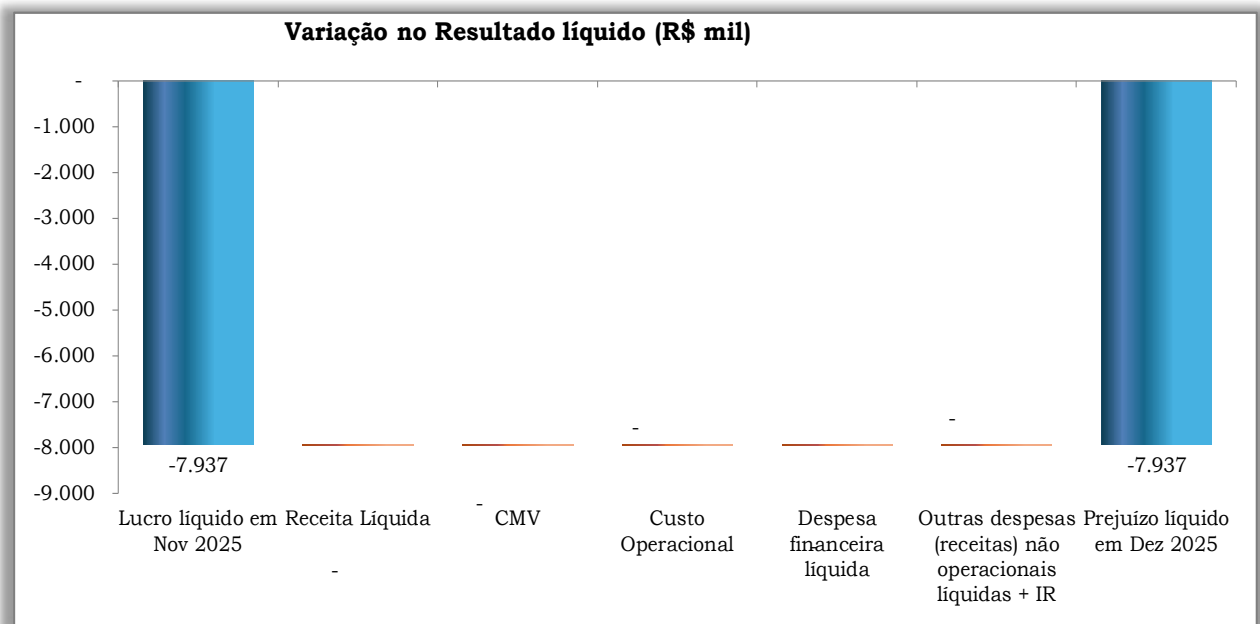 Variação no Resultado líquido (R$ mil)
-
-1.000
-2.000
-3.000
-4.000
-5.000
-6.000
-7.000
-8.000
-9.000
-7.937
-
-
-
-
-
-7.937
Lucro líquido em
Nov 2025
Receita Líquida
CMV
Custo
Operacional
Despesa
financeira
líquida
Outras despesas
(receitas) não
operacionais
líquidas + IR
Prejuízo líquido
em Dez 2025